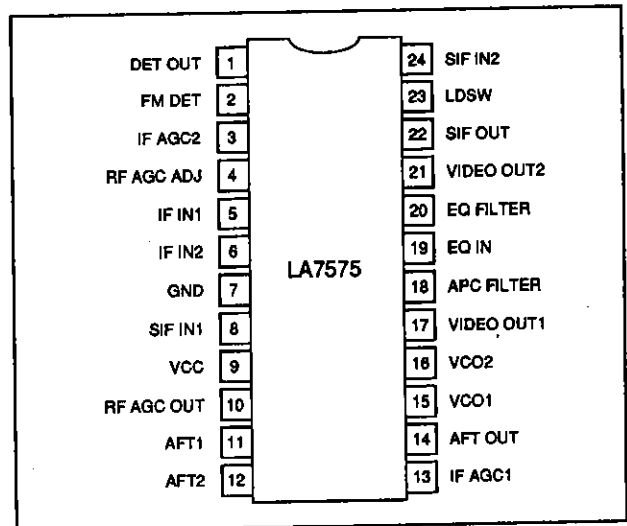 DET OUT 1
FM DET 2
IF AGC2 3
RF AGC ADJ 4
IF IN1 5
IF IN2 6
GND 7
SIF IN1 8
VCC 9
RF AGC OUT 10
AFT1 11
AFT2 12
LA7575
24 SIF IN2
23 LDSW
22 SIF OUT
21 VIDEO OUT2
20 EQ FILTER
19 EQ IN
18 APC FILTER
17 VIDEO OUT1
16 VCO2
15 VCO1
14 AFT OUT
13 IF AGC1